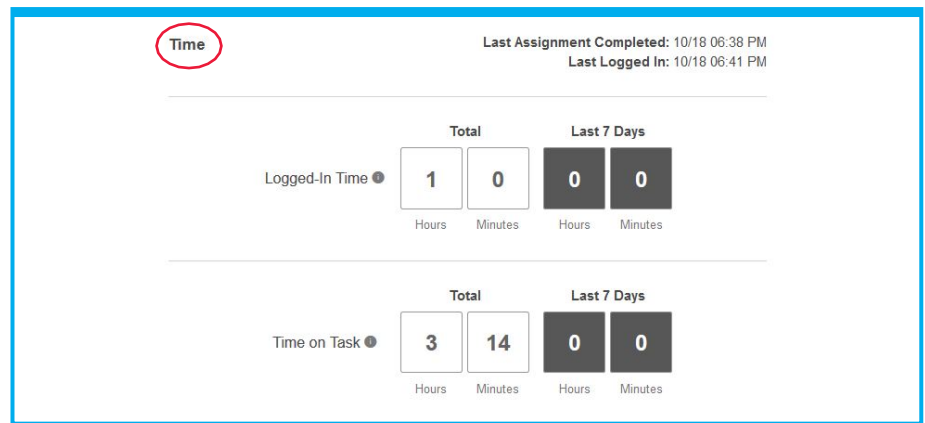 Time
Last Assignment Completed: 10/18 06:38 PM
Last Logged In: 10/18 06:41 PM
Total Last 7 Days
Logged-In Time 1 0 0 0
Hours Minutes Hours Minutes
Total Last 7 Days
Time on Task 3 14 0 0
Hours Minutes Hours Minutes